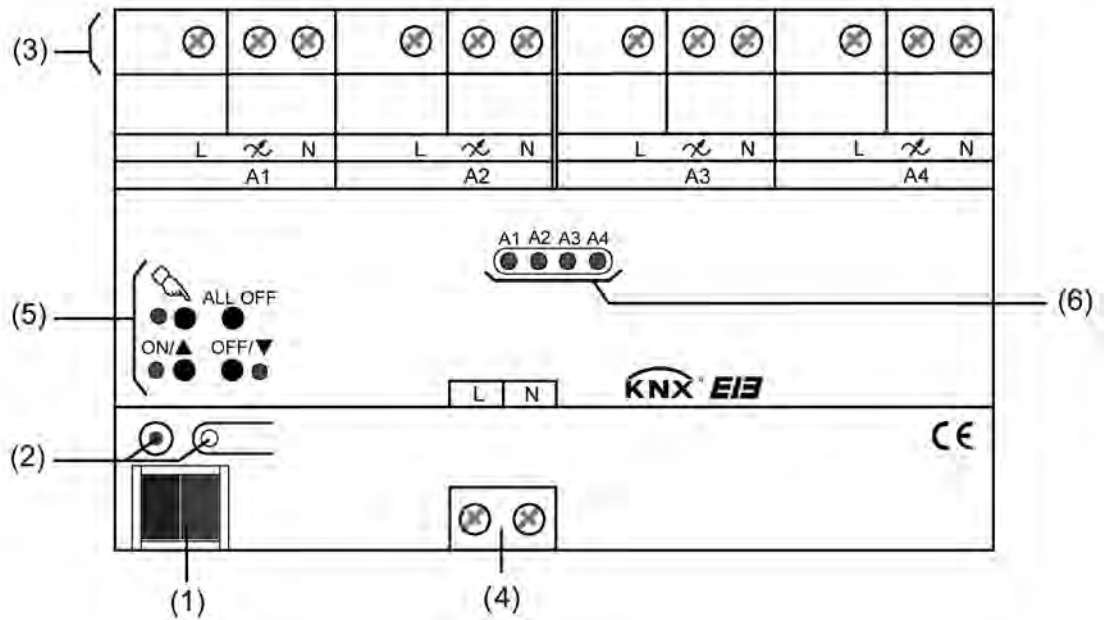 (3)
L N L N L N L N
A1 A2 A3 A4
A1 A2 A3 A4
(6)
ALL OFF
(5)
ON/▲ OFF/▼
L N
KNX EIB
(2)
CE
(1)
(4)